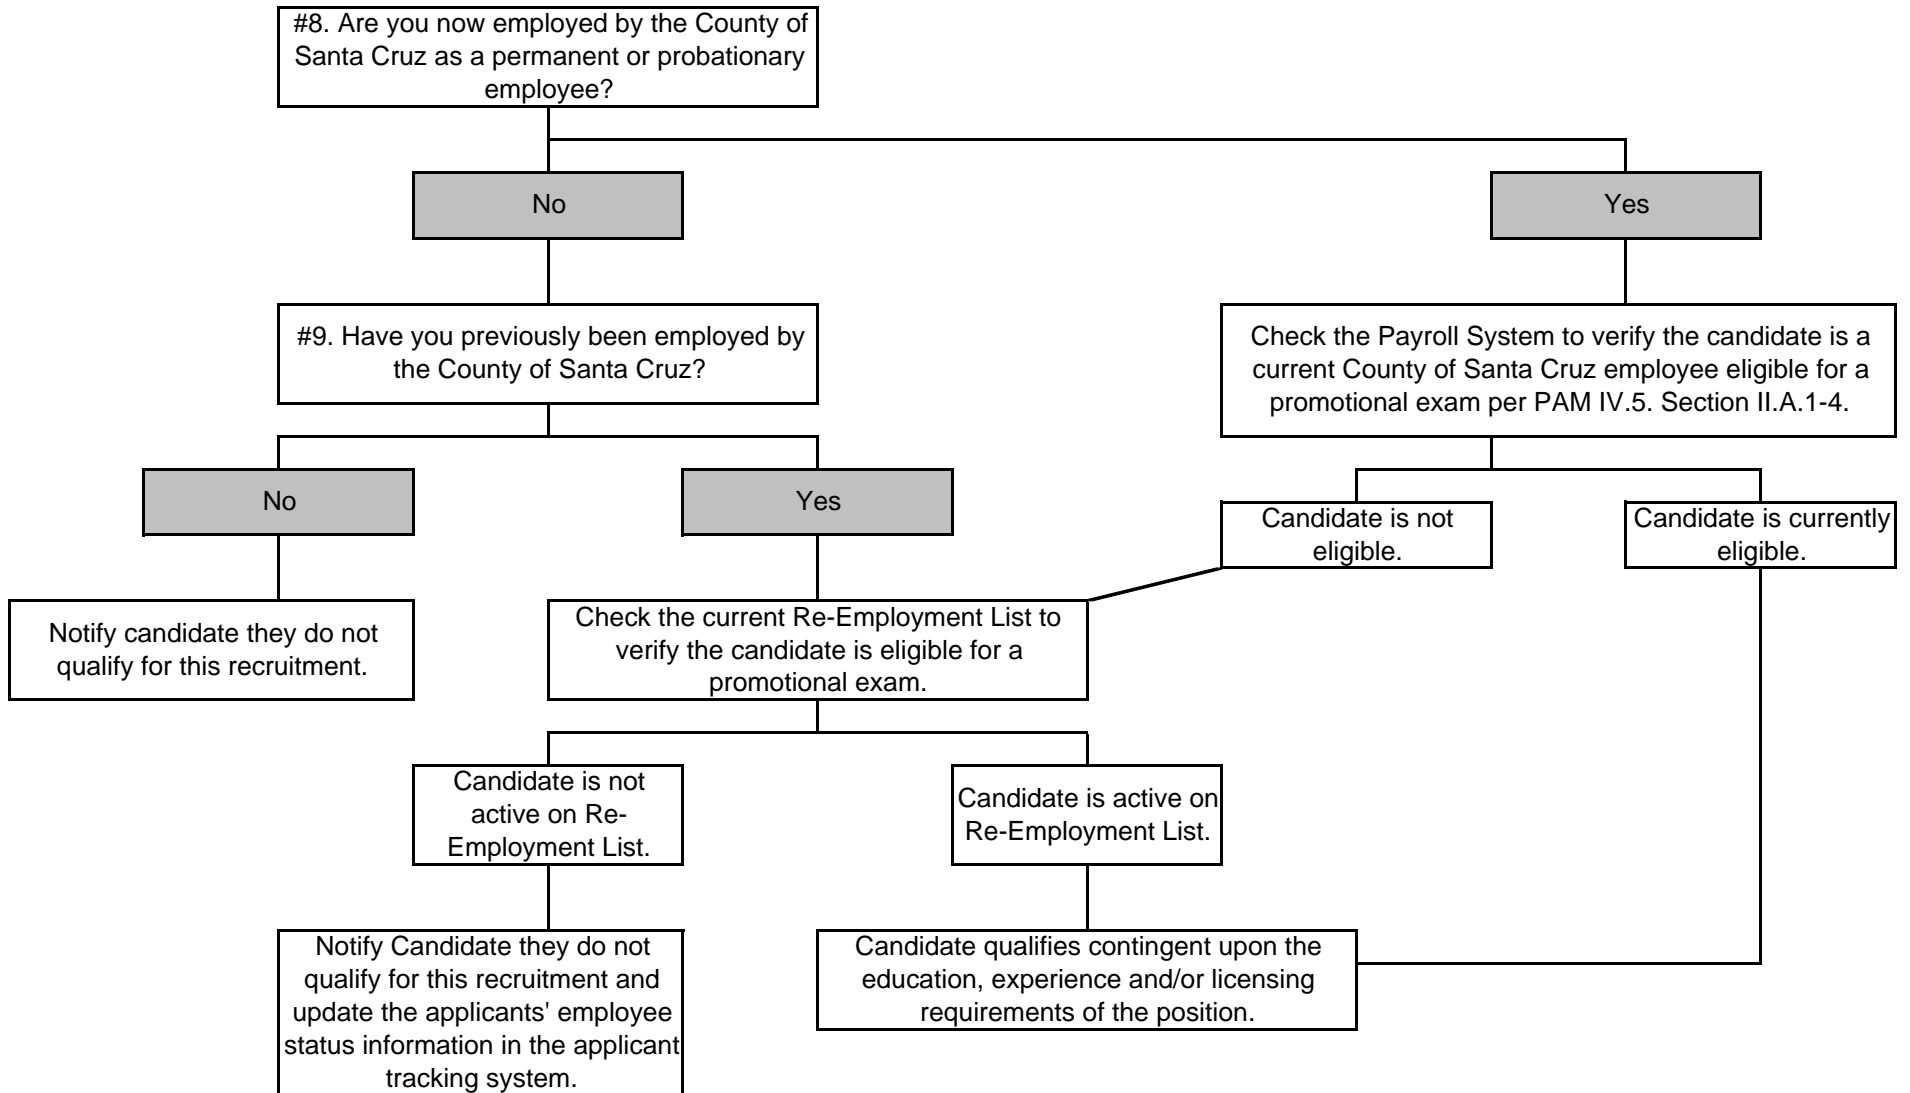 #8. Are you now employed by the County of
Santa Cruz as a permanent or probationary
employee?
No
Yes
#9. Have you previously been employed by
the County of Santa Cruz?
Check the Payroll System to verify the candidate is a
current County of Santa Cruz employee eligible for a
promotional exam per PAM IV.5. Section II.A.1-4.
No
Yes
Candidate is not
eligible.
Candidate is currently
eligible.
Notify candidate they do not
qualify for this recruitment.
Check the current Re-Employment List to
verify the candidate is eligible for a
promotional exam.
Candidate is not
active on Re-
Employment List.
Candidate is active on
Re-Employment List.
Notify Candidate they do not
qualify for this recruitment and
update the applicants' employee
status information in the applicant
tracking system.
Candidate qualifies contingent upon the
education, experience and/or licensing
requirements of the position.